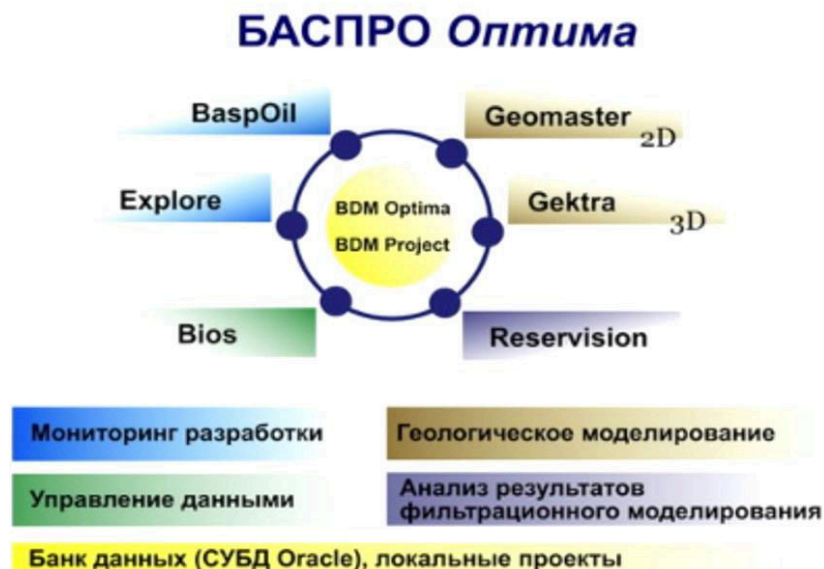 БАСПРО Оптима
BaspOil
Geomaster
2D
Explore
BDM Optima
BDM Project
Gektra
3D
Bios
Reservision
Мониторинг разработки
Геологическое моделирование
Управление данными
Анализ результатов
фильтрационного моделирования
Банк данных (СУБД Oracle), локальные проекты